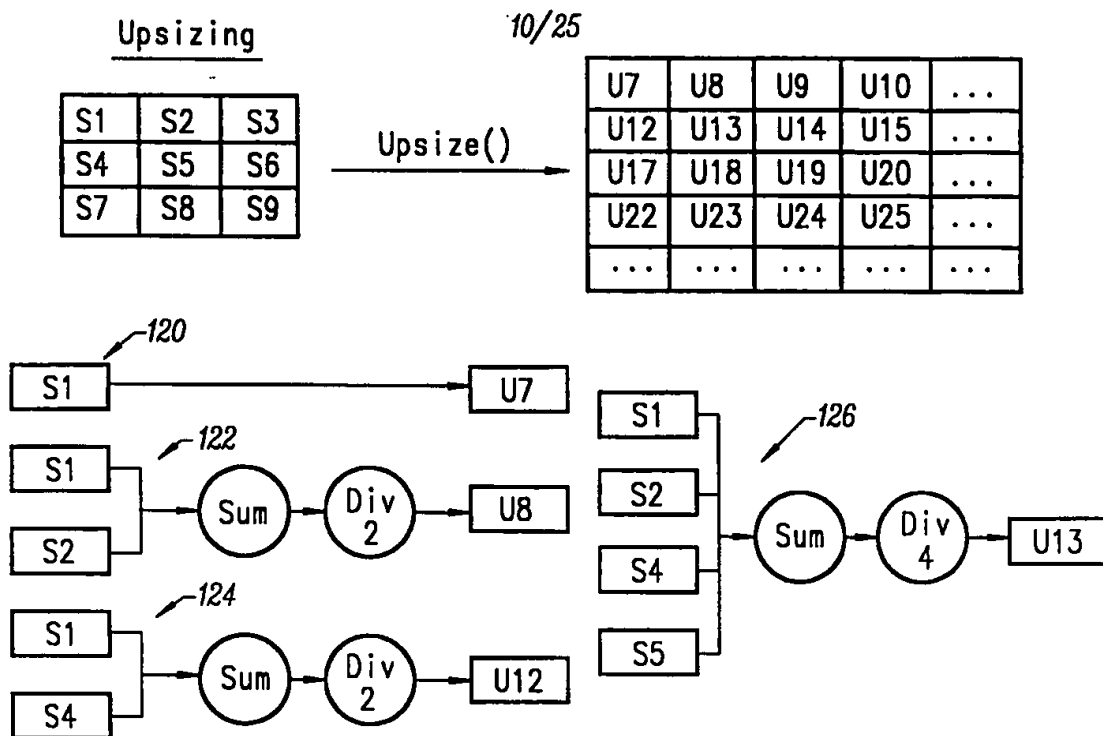 Upsizing
10/25
S1 S2 S3
S4 S5 S6
S7 S8 S9
Upsize()
U7 U8 U9 U10 ...
U12 U13 U14 U15 ...
U17 U18 U19 U20 ...
U22 U23 U24 U25 ...
... ... ... ... ...
120
S1 U7
122
S1
S2
Sum
Div 2
U8
124
S1
S4
Sum
Div 2
U12
126
S1
S2
S4
S5
Sum
Div 4
U13